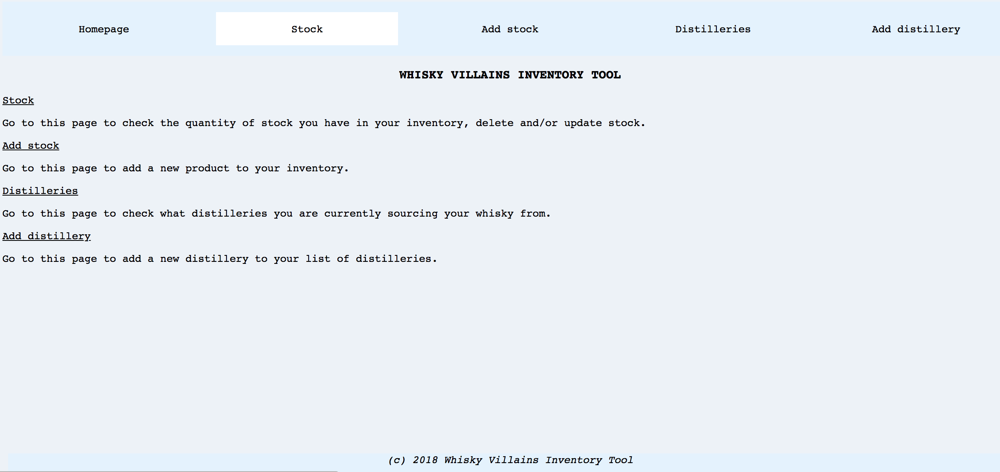 Homepage Stock Add stock Distilleries Add distillery
WHISKY VILLAINS INVENTORY TOOL
Stock
Go to this page to check the quantity of stock you have in your inventory, delete and/or update stock.
Add stock
Go to this page to add a new product to your inventory.
Distilleries
Go to this page to check what distilleries you are currently sourcing your whisky from.
Add distillery
Go to this page to add a new distillery to your list of distilleries.
(c) 2018 Whisky Villains Inventory Tool